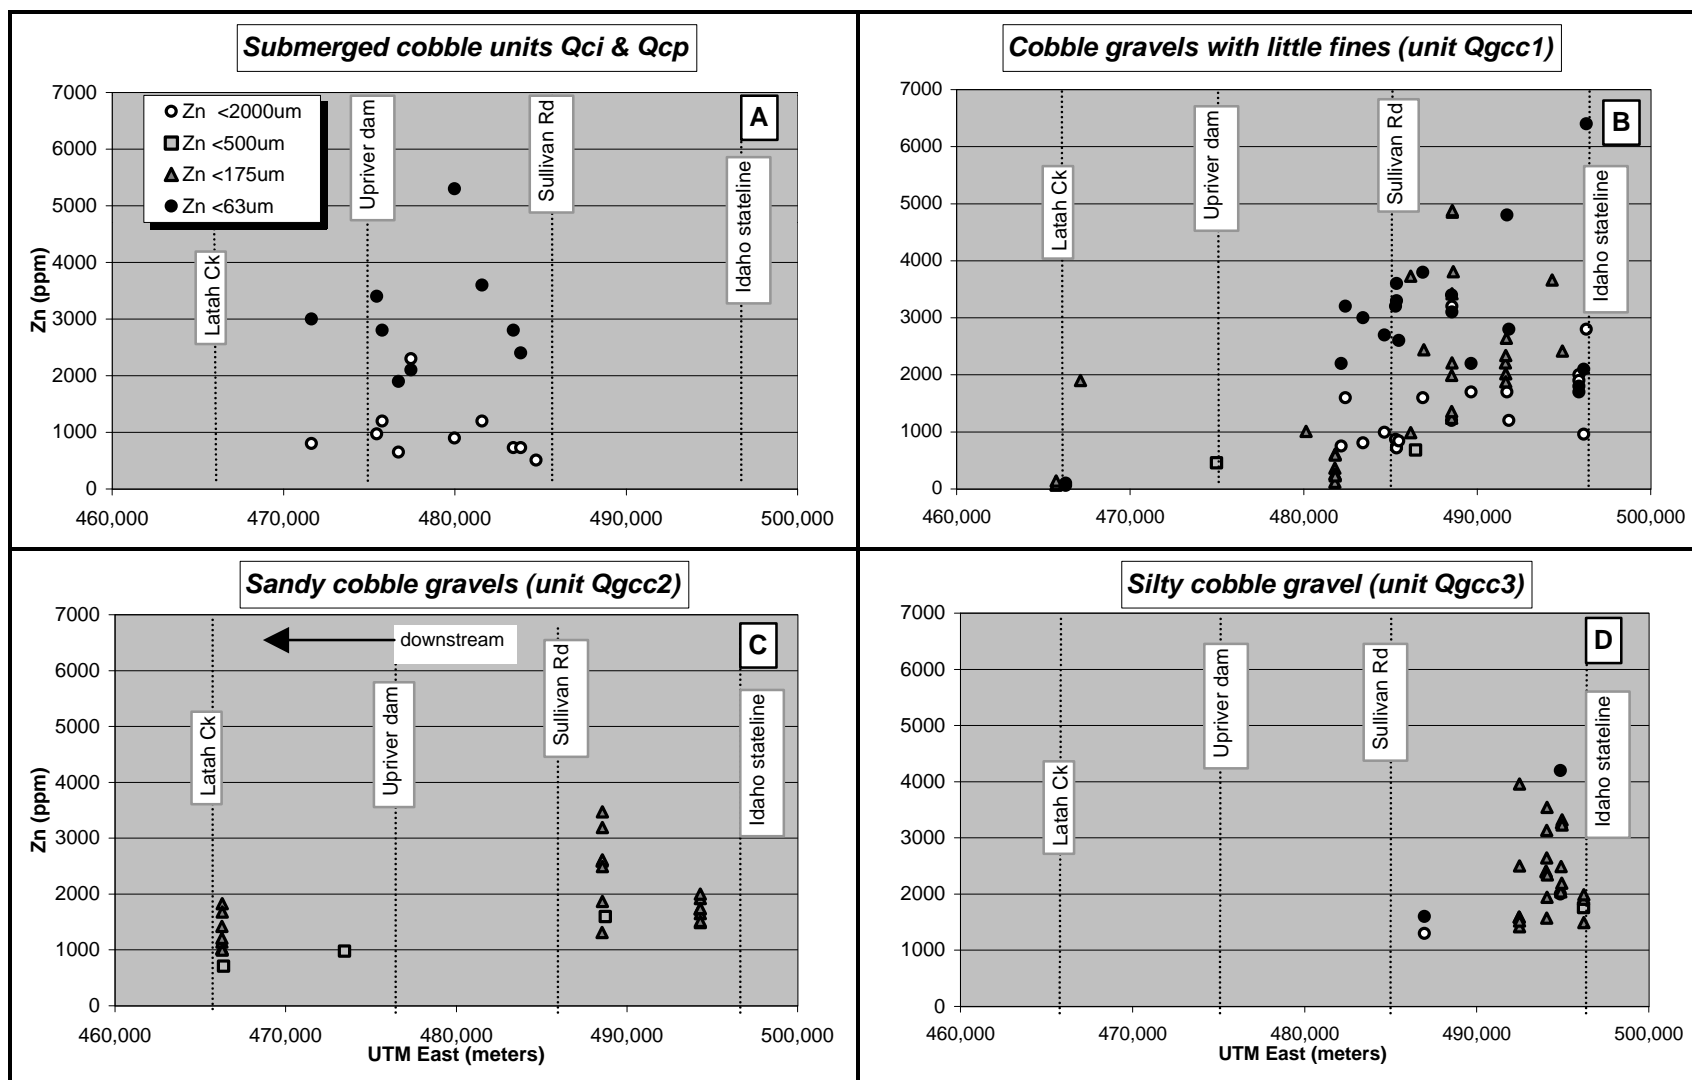 Submerged cobble units Qci & Qcp
A
7000
6000
5000
4000
3000
2000
1000
0
Zn (ppm)
Zn <2000um
Zn <500um
Zn <175um
Zn <63um
Latah Ck
Upriver dam
Sullivan Rd
Idaho stateline
460,000
470,000
480,000
490,000
500,000
Cobble gravels with little fines (unit Qgcc1)
B
7000
6000
5000
4000
3000
2000
1000
0
Latah Ck
Upriver dam
Sullivan Rd
Idaho stateline
460,000
470,000
480,000
490,000
500,000
Sandy cobble gravels (unit Qgcc2)
C
7000
6000
5000
4000
3000
2000
1000
0
Zn (ppm)
downstream
Latah Ck
Upriver dam
Sullivan Rd
Idaho stateline
460,000
470,000
480,000
490,000
500,000
UTM East (meters)
Silty cobble gravel (unit Qgcc3)
D
7000
6000
5000
4000
3000
2000
1000
0
Latah Ck
Upriver dam
Sullivan Rd
Idaho stateline
460,000
470,000
480,000
490,000
500,000
UTM East (meters)